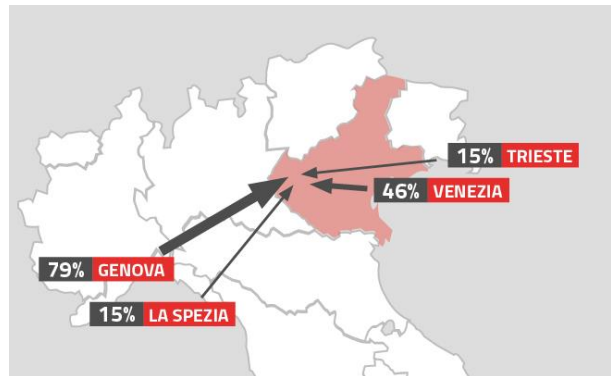 15% TRIESTE
46% VENEZIA
79% GENOVA
15% LA SPEZIA